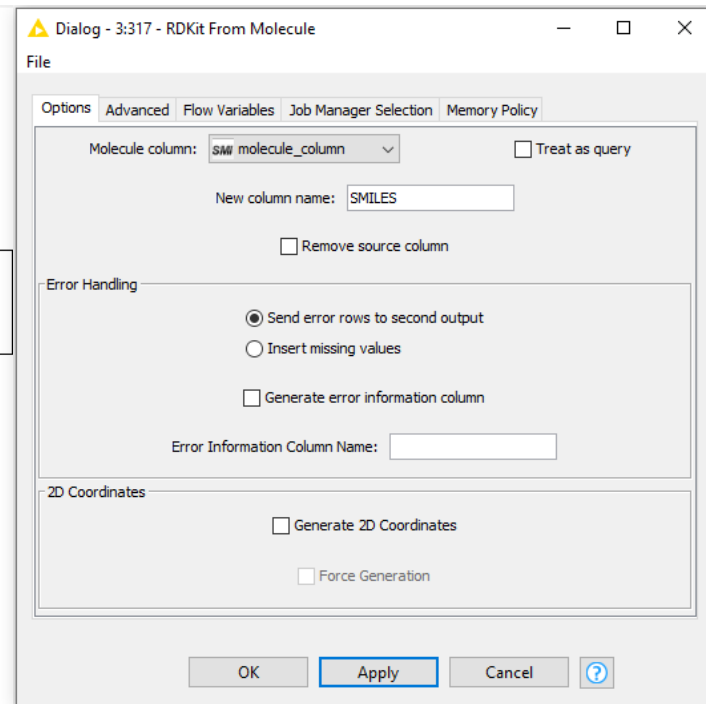 Dialog - 3:317 - RDKit From Molecule
File
Options Advanced Flow Variables Job Manager Selection Memory Policy
Molecule column: SMI molecule_column Treat as query
New column name: SMILES
Remove source column
Error Handling
Send error rows to second output
Insert missing values
Generate error information column
Error Information Column Name:
2D Coordinates
Generate 2D Coordinates
Force Generation
OK Apply Cancel ?